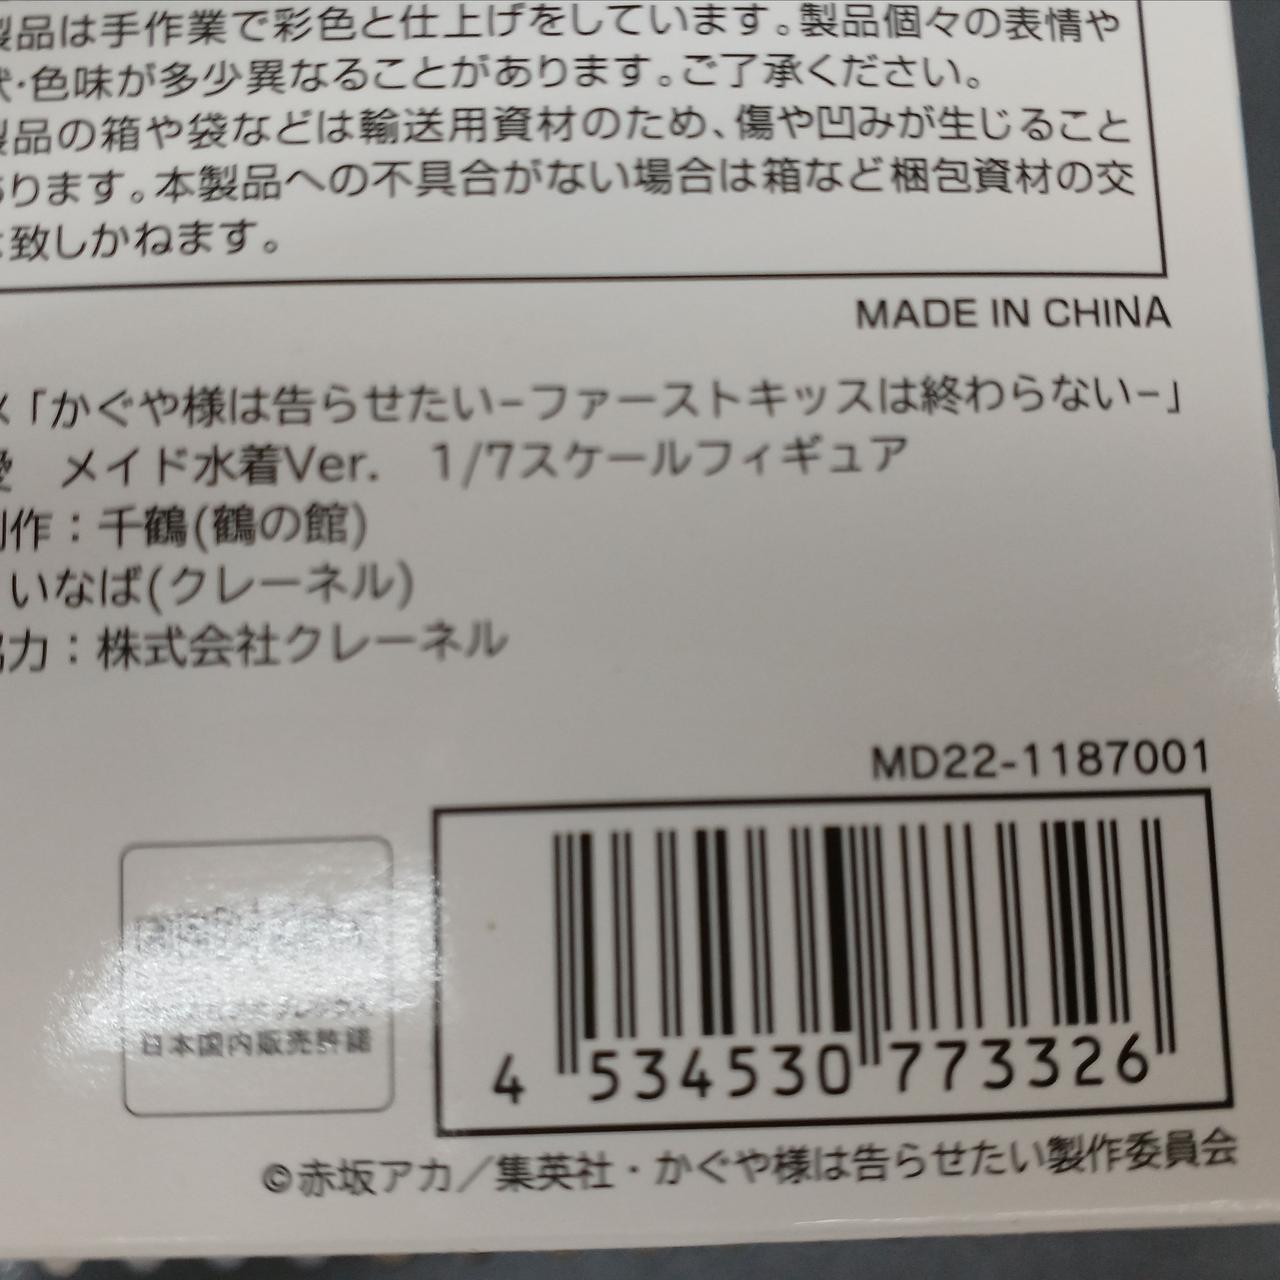 製品は手作業で彩色と仕上げをしています。製品個々の表情や
状・色味が多少異なることがあります。ご了承ください。
製品の箱や袋などは輸送用資材のため、傷や凹みが生じること
あります。本製品への不具合がない場合は箱など梱包資材の交
は致しかねます。
MADE IN CHINA
「かぐや様は告らせたい-ファーストキッスは終わらない-」
愛 メイド水着Ver. 1/7スケールフィギュア
制作：千鶴(鶴の館)
いなば(クレーネル)
協力：株式会社クレーネル
MD22-1187001
日本国内販売許諾
4 534530 773326
©赤坂アカ／集英社・かぐや様は告らせたい製作委員会